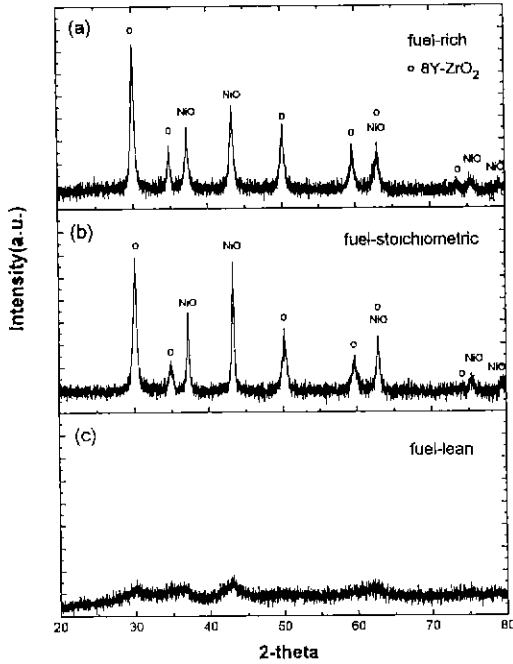 (a)
fuel-rich
o 8Y-ZrO2
o
o
NiO
NiO
o
o
o
NiO
o
NiO
NiO
(b)
fuel-stoichiometric
o
o
NiO
NiO
o
o
o
NiO
o
NiO
NiO
(c)
fuel-lean
Intensity(a.u.)
20 30 40 50 60 70 80
2-theta